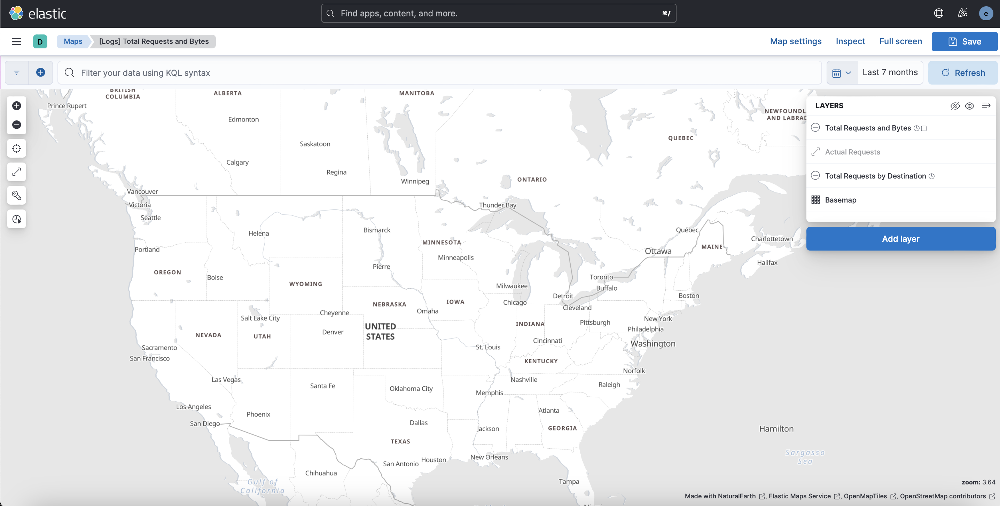 elastic
Find apps, content, and more.
⌘/
e
D
Maps
[Logs] Total Requests and Bytes
Map settings
Inspect
Full screen
Save
Filter your data using KQL syntax
Last 7 months
Refresh
BRITISH
COLUMBIA
ALBERTA
MANITOBA
Prince Rupert
Edmonton
NEWFOUNDL
AND LABRAD
QUEBEC
Saskatoon
Calgary
Regina
Winnipeg
ONTARIO
LAYERS
Total Requests and Bytes
Actual Requests
Total Requests by Destination
Basemap
Add layer
Vancouver
Victoria
Seattle
Thunder Bay
Helena
Bismarck
Québec
Charlottetown
MINNESOTA
MAINE
Portland
Ottawa
Minneapolis
Halifax
Pierre
OREGON
Boise
Toronto
WYOMING
Milwaukee
Buffalo
Detroit
Boston
IOWA
Chicago
NEBRASKA
Cleveland
Omaha
Cheyenne
Salt Lake City
New York
Pittsburgh
INDIANA
UNITED
STATES
Philadelphia
Denver
NEVADA
UTAH
Cincinnati
Washington
St. Louis
Sacramento
San Francisco
KENTUCKY
Norfolk
Las Vegas
Nashville
Raleigh
Santa Fe
Oklahoma City
Memphis
Los Angeles
Atlanta
Phoenix
San Diego
Dallas
Jackson
GEORGIA
Hamilton
TEXAS
Sargasso
Sea
New Orleans
Houston
San Antonio
Chihuahua
Gulf of
California
Tampa
zoom: 3.64
Made with NaturalEarth , Elastic Maps Service , OpenMapTiles , OpenStreetMap contributors